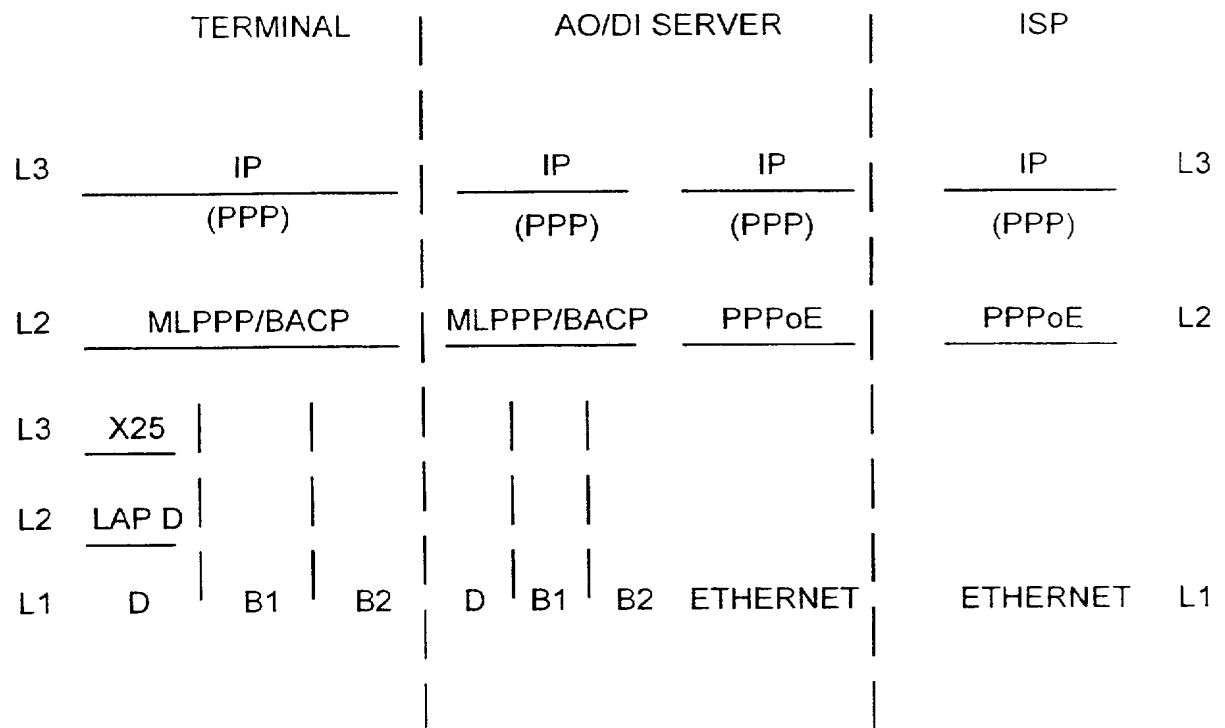 TERMINAL AO/DI SERVER ISP
L3 IP IP IP IP L3
(PPP) (PPP) (PPP) (PPP)
L2 MLPPP/BACP MLPPP/BACP PPPoE PPPoE L2
L3 X25
L2 LAP D
L1 D B1 B2 D B1 B2 ETHERNET ETHERNET L1